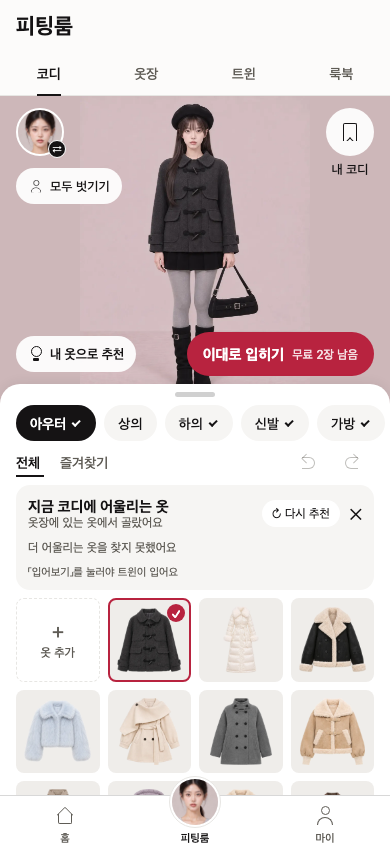 피팅룸
코디
옷장
트윈
룩북
모두 벗기기
내 코디
내 옷으로 추천
이대로 입히기 무료 2장 남음
아우터
상의
하의
신발
가방
전체
즐겨찾기
지금 코디에 어울리는 옷
옷장에 있는 옷에서 골랐어요
다시 추천
더 어울리는 옷을 찾지 못했어요
「입어보기」를 눌러야 트윈이 입어요
+
옷 추가
홈
피팅룸
마이